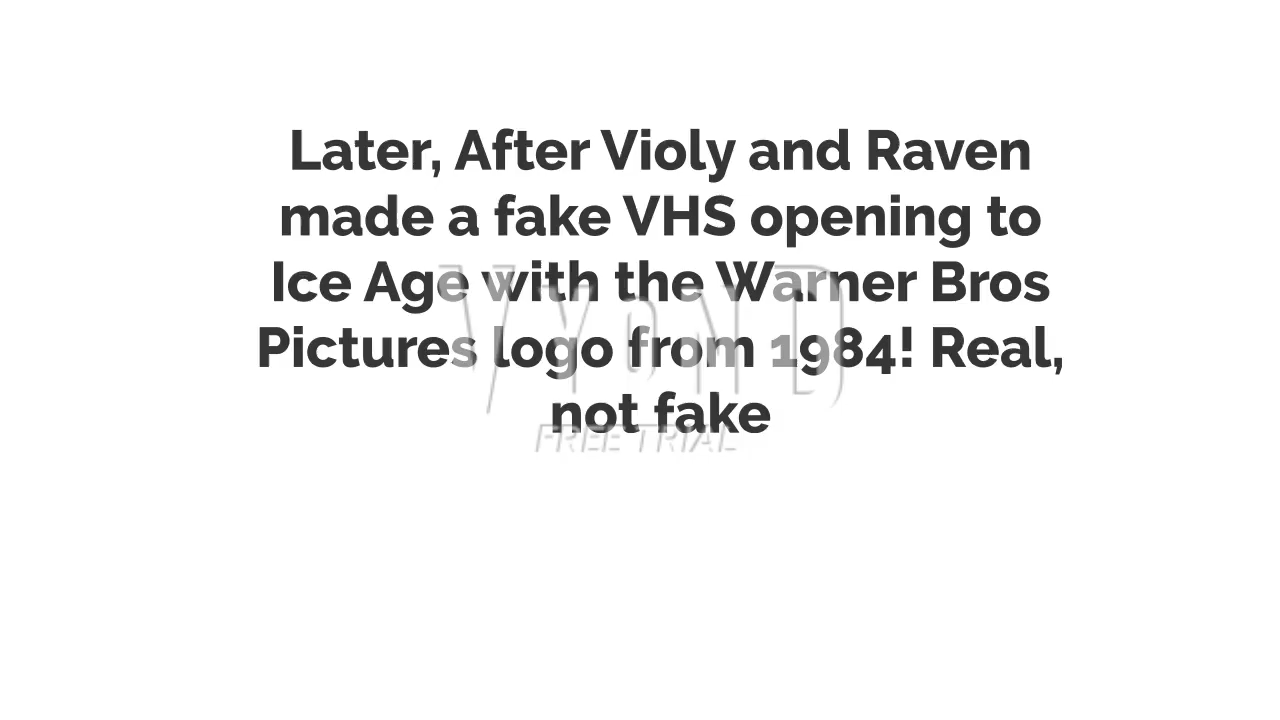 Later, After Violy and Raven
made a fake VHS opening to
Ice Age with the Warner Bros
Pictures logo from 1984! Real,
not fake
VYOND
FREE TRIAL